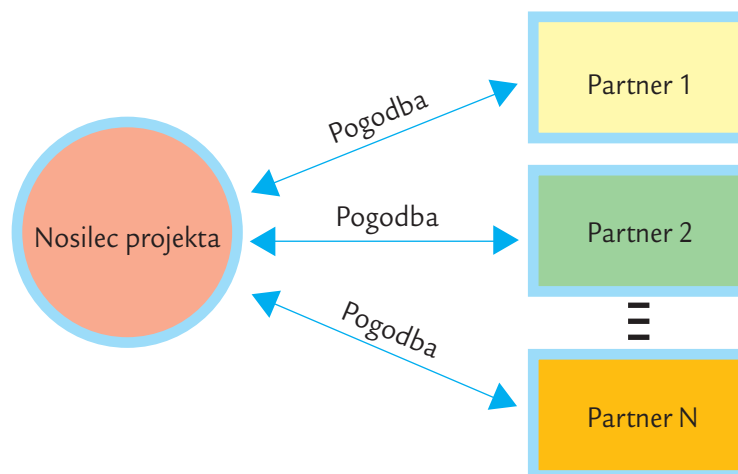 Partner 1
Pogodba
Nosilec projekta
Pogodba
Partner 2
Pogodba
Partner N